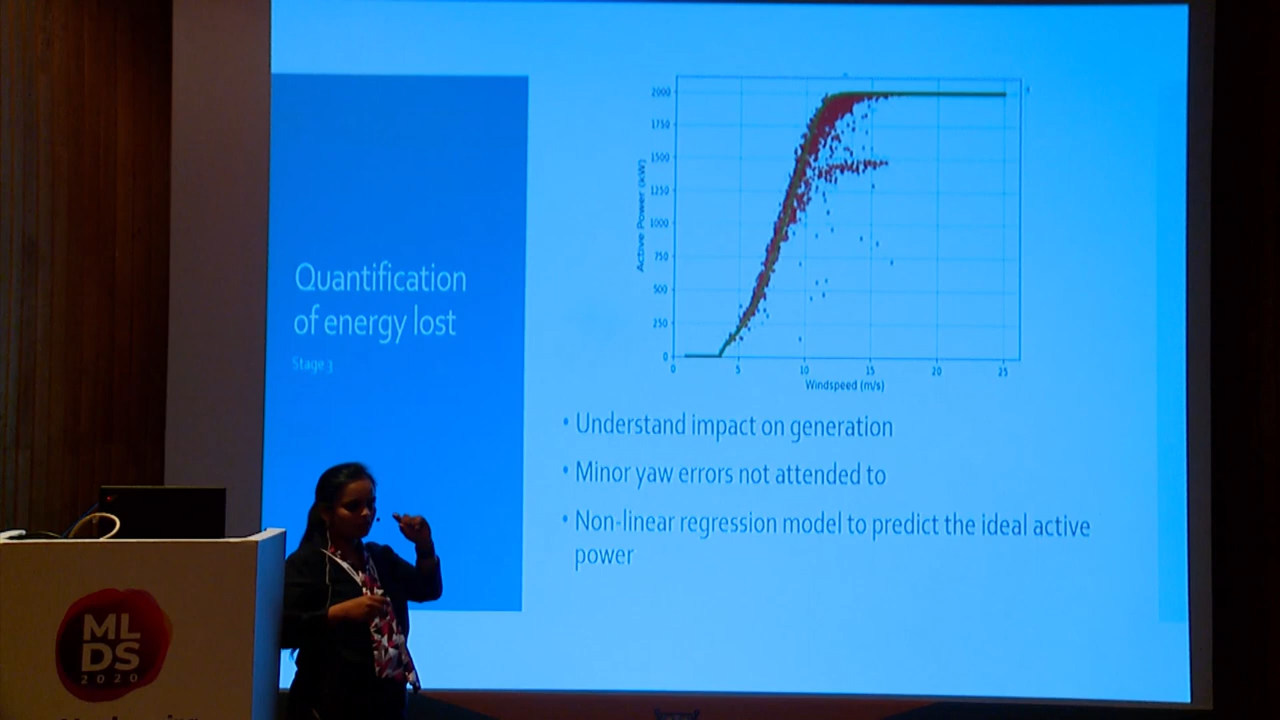 Quantification
of energy lost
Stage 3
2000
1750
1500
1250
1000
750
500
250
0
Active Power (kW)
0 5 10 15 20 25
Windspeed (m/s)
• Understand impact on generation
• Minor yaw errors not attended to
• Non-linear regression model to predict the ideal active
power
ML
DS
2020